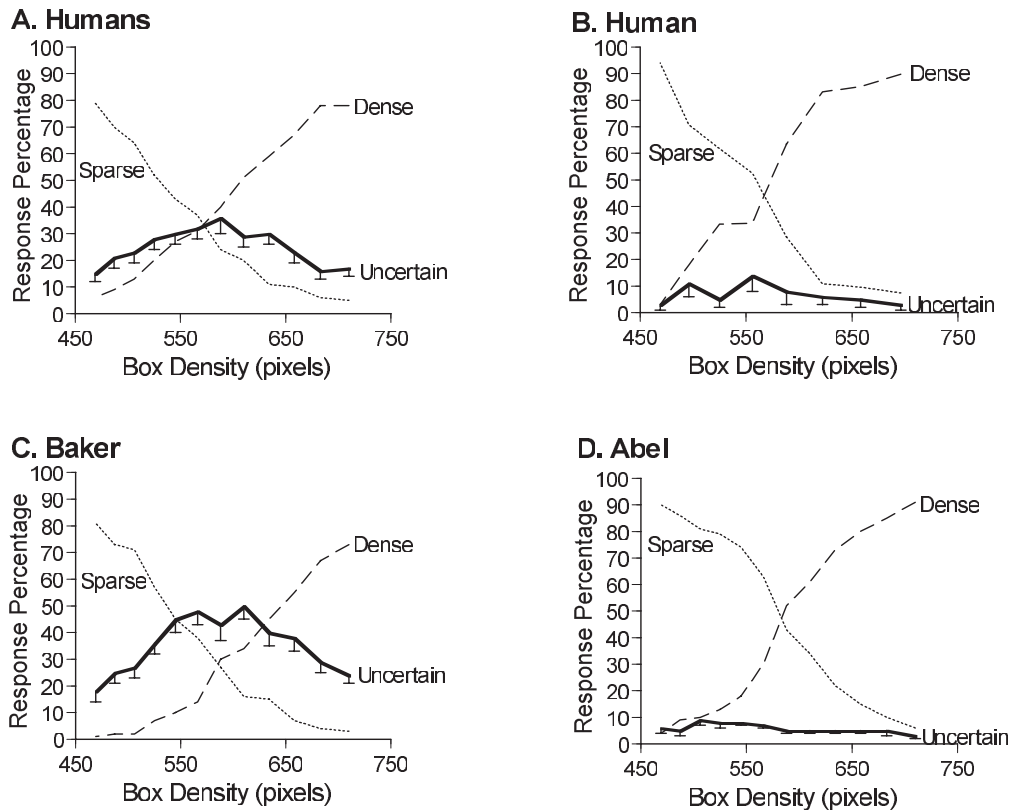 A. Humans
100
90
80
70
60
50
40
30
20
10
0
Response Percentage
Sparse
Dense
Uncertain
450 550 650 750
Box Density (pixels)
B. Human
100
90
80
70
60
50
40
30
20
10
0
Response Percentage
Sparse
Dense
Uncertain
450 550 650 750
Box Density (pixels)
C. Baker
100
90
80
70
60
50
40
30
20
10
0
Response Percentage
Sparse
Dense
Uncertain
450 550 650 750
Box Density (pixels)
D. Abel
100
90
80
70
60
50
40
30
20
10
0
Response Percentage
Sparse
Dense
Uncertain
450 550 650 750
Box Density (pixels)